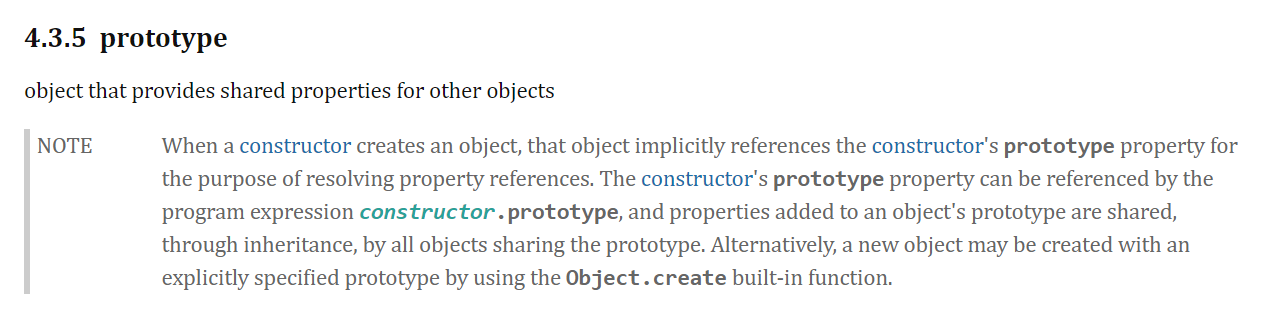 4.3.5 prototype
object that provides shared properties for other objects
NOTE When a constructor creates an object, that object implicitly references the constructor's prototype property for
the purpose of resolving property references. The constructor's prototype property can be referenced by the
program expression constructor.prototype, and properties added to an object's prototype are shared,
through inheritance, by all objects sharing the prototype. Alternatively, a new object may be created with an
explicitly specified prototype by using the Object.create built-in function.